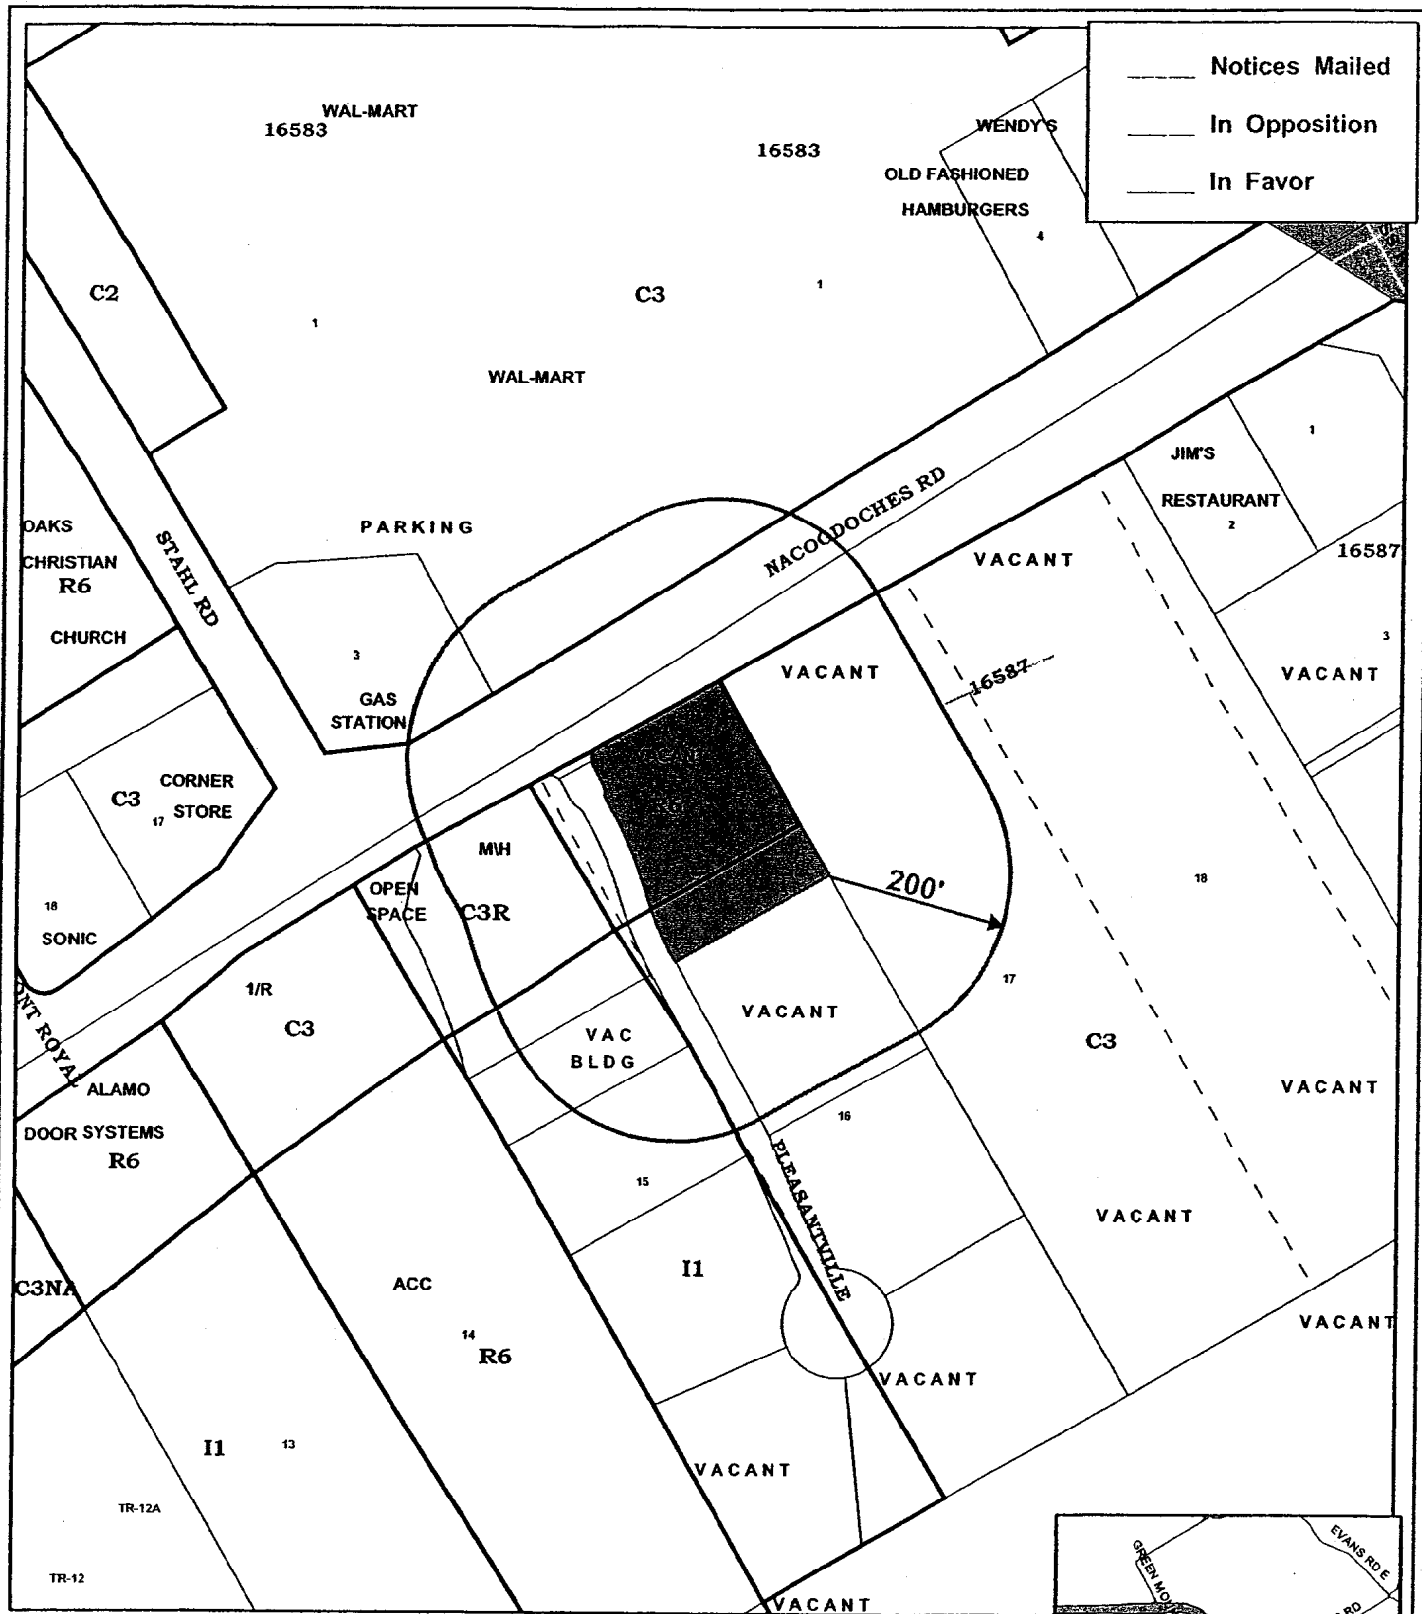 Notices Mailed
In Opposition
In Favor
WAL-MART
16583
16583
WENDY'S
OLD FASHIONED
HAMBURGERS
4
C2
C3
1
1
WAL-MART
NACOGDOCHES RD
JIM'S
RESTAURANT
2
1
16587
OAKS
CHRISTIAN
R6
CHURCH
STAHL RD
PARKING
VACANT
3
GAS
STATION
VACANT
16587
3
VACANT
C3
17
CORNER
STORE
M\H
OPEN
SPACE
C3R
200'
18
18
SONIC
17
1/R
C3
VACANT
VAC
BLDG
C3
ONT ROYAL
ALAMO
DOOR SYSTEMS
R6
16
VACANT
15
PLEASANTVILLE
VACANT
C3NA
ACC
14
R6
I1
VACANT
VACANT
I1
13
VACANT
TR-12A
TR-12
VACANT
EVANS RD E
RD